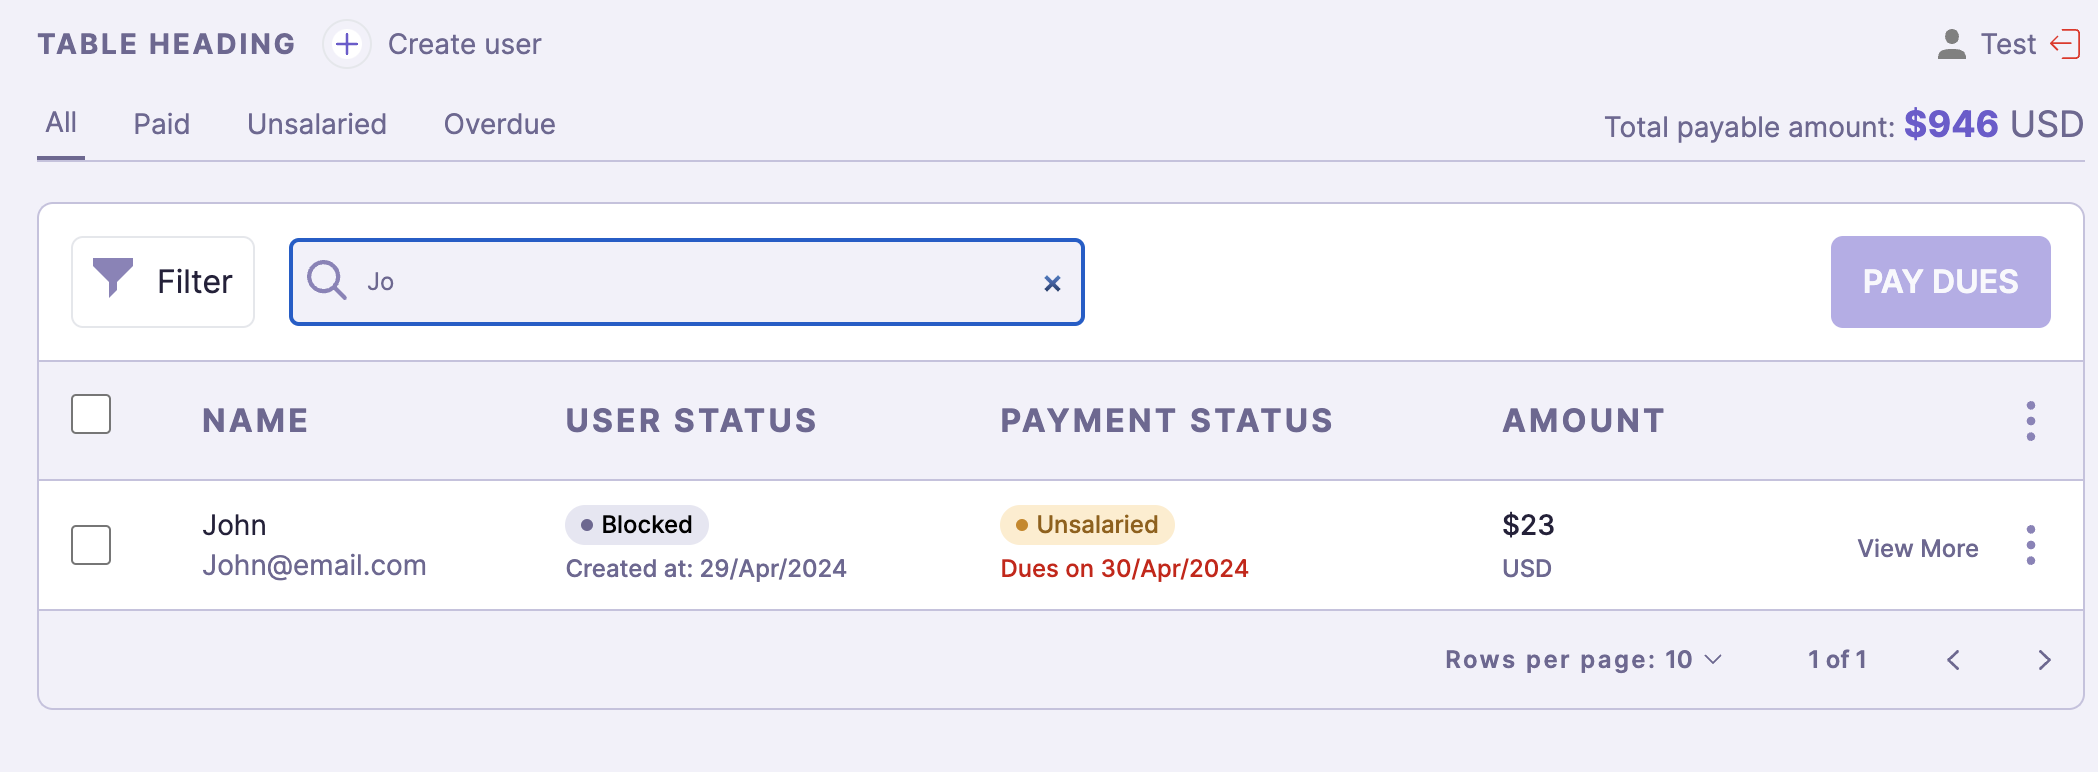 TABLE HEADING Create user Test
All Paid Unsalaried Overdue Total payable amount: $946 USD
Filter Jo PAY DUES
NAME USER STATUS PAYMENT STATUS AMOUNT
John Blocked Unsalaried $23
John@email.com Created at: 29/Apr/2024 Dues on 30/Apr/2024 USD View More
Rows per page: 10 1 of 1